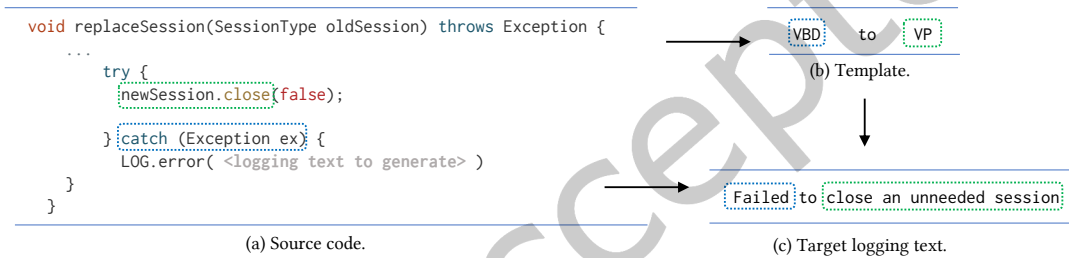 void replaceSession(SessionType oldSession) throws Exception {
...
try {
newSession.close(false);
} catch (Exception ex) {
LOG.error( <logging text to generate> )
}
}
(a) Source code.
VBD to VP
(b) Template.
Failed to close an unneeded session
(c) Target logging text.